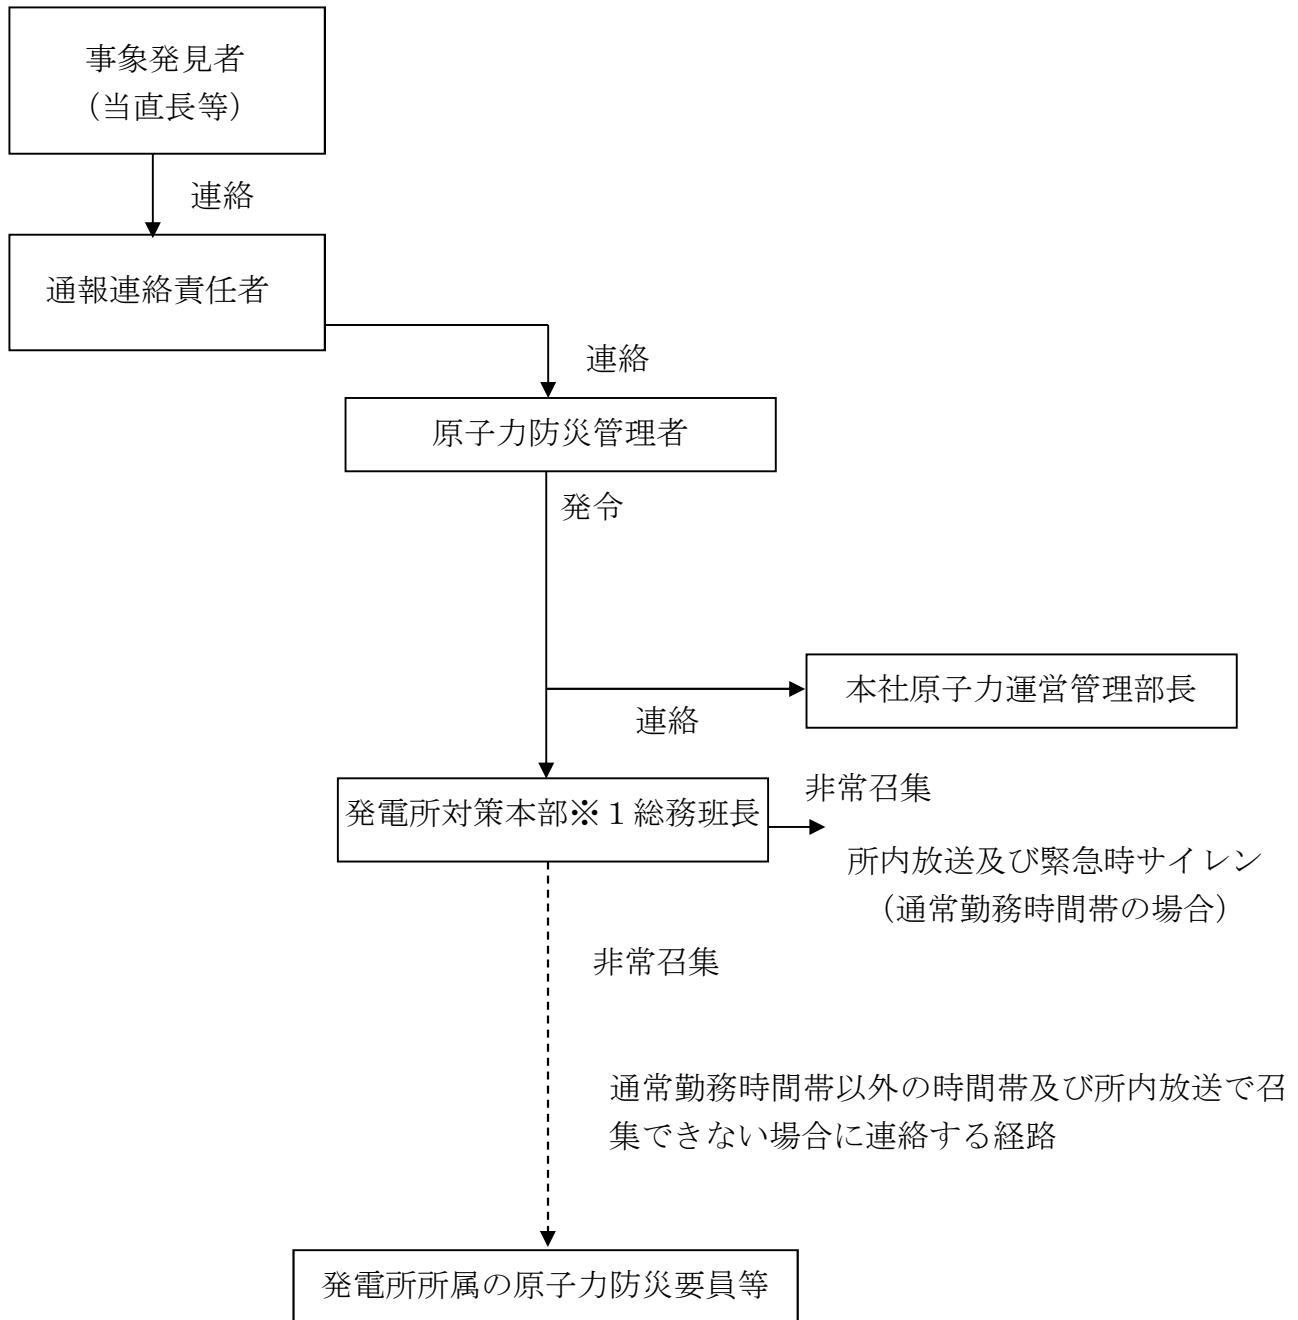 事象発見者
（当直長等）
連絡
通報連絡責任者
連絡
原子力防災管理者
発令
本社原子力運営管理部長
連絡
発電所対策本部※１総務班長
非常召集
所内放送及び緊急時サイレン
（通常勤務時間帯の場合）
非常召集
通常勤務時間帯以外の時間帯及び所内放送で召
集できない場合に連絡する経路
発電所所属の原子力防災要員等